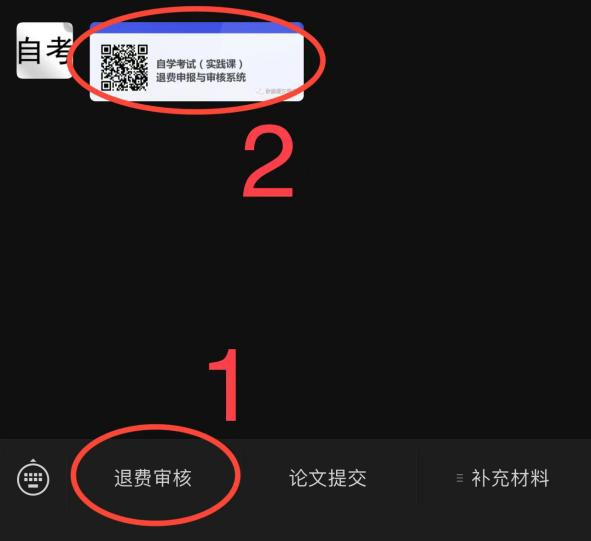 自考
自学考试（实践课）
退费申报与审核系统
2
1
退费审核
论文提交
补充材料